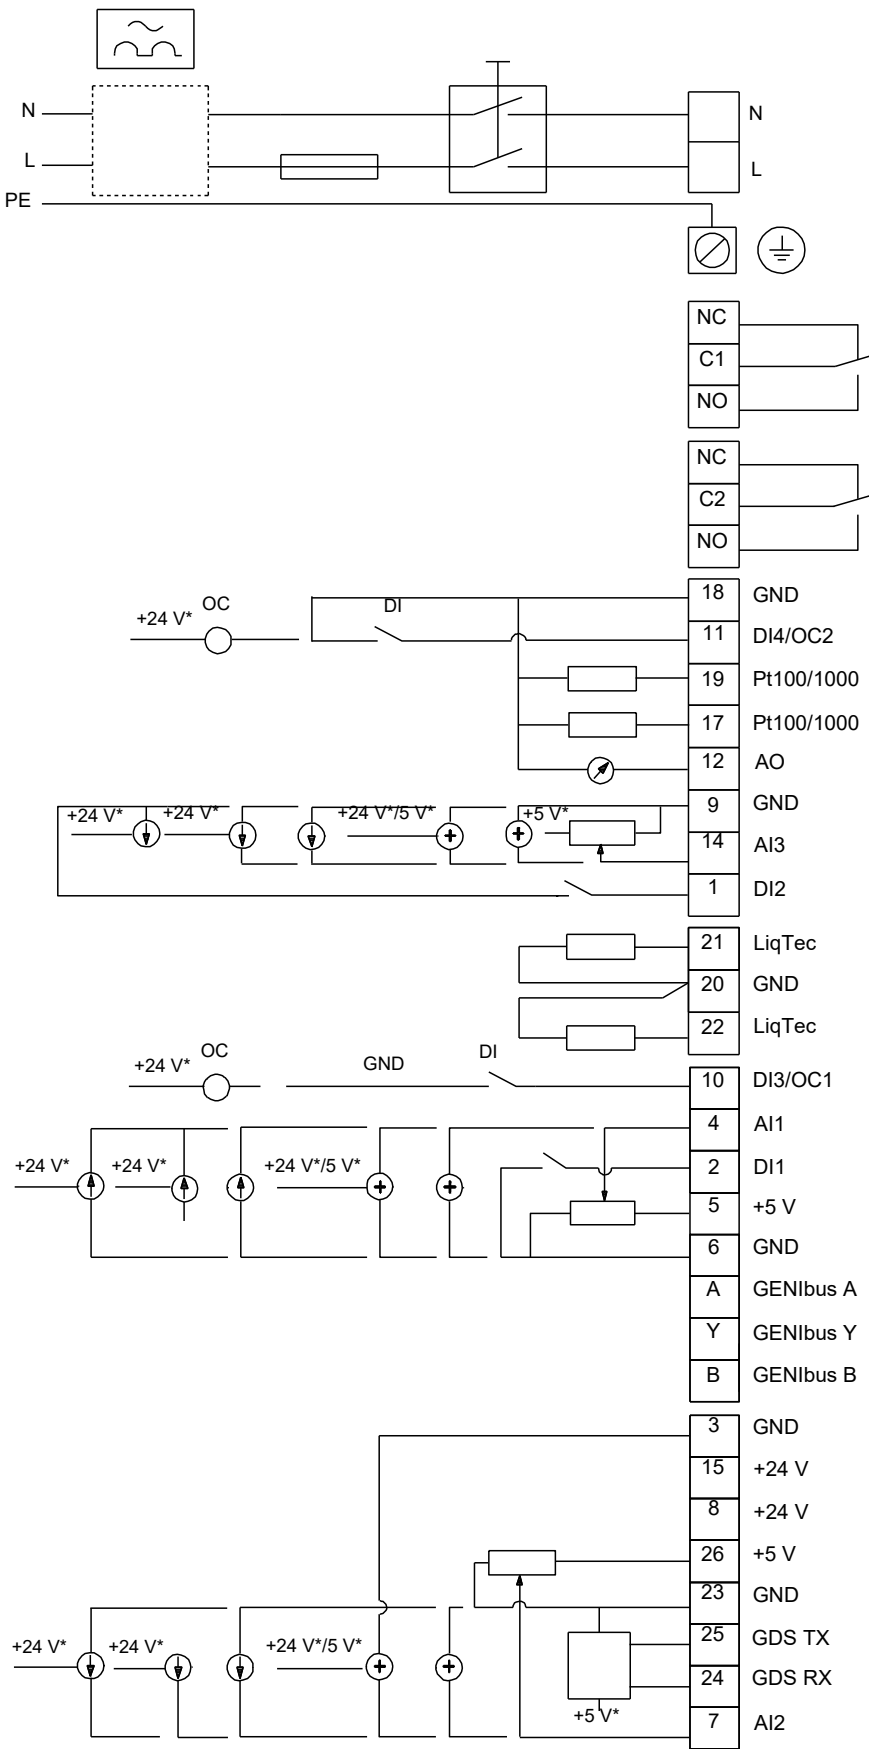 N
N
L
L
PE
NC
C1
NO
NC
C2
NO
18 GND
OC
DI
+24 V*
11 DI4/OC2
19 Pt100/1000
17 Pt100/1000
12 AO
9 GND
+24 V* +24 V* +24 V*/5 V* +5 V*
14 AI3
1 DI2
21 LiqTec
20 GND
22 LiqTec
OC
GND
DI
+24 V*
10 DI3/OC1
4 AI1
+24 V* +24 V* +24 V*/5 V*
2 DI1
5 +5 V
6 GND
A GENIbus A
Y GENIbus Y
B GENIbus B
3 GND
15 +24 V
8 +24 V
26 +5 V
23 GND
25 GDS TX
+24 V* +24 V* +24 V*/5 V*
24 GDS RX
+5 V*
7 AI2